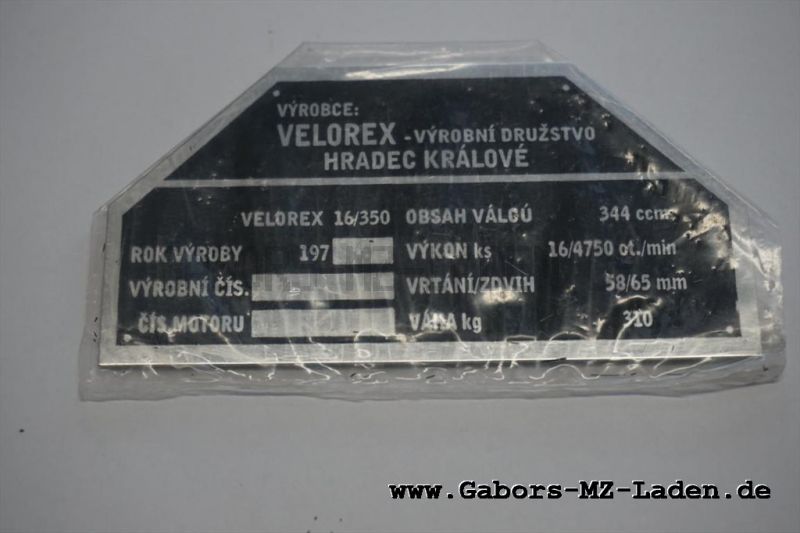 VÝROBCE:
VELOREX - VÝROBNÍ DRUŽSTVO
HRADEC KRÁLOVÉ
VELOREX 16/350 OBSAH VÁLCŮ 344 ccm
ROK VÝROBY 197 VÝKON ks 16/4750 ot./min
VÝROBNÍ ČÍS. VRTÁNÍ/ZDVIH 58/65 mm
ČÍS. MOTORU VÁHA kg 310
www.Gabors-MZ-Laden.de